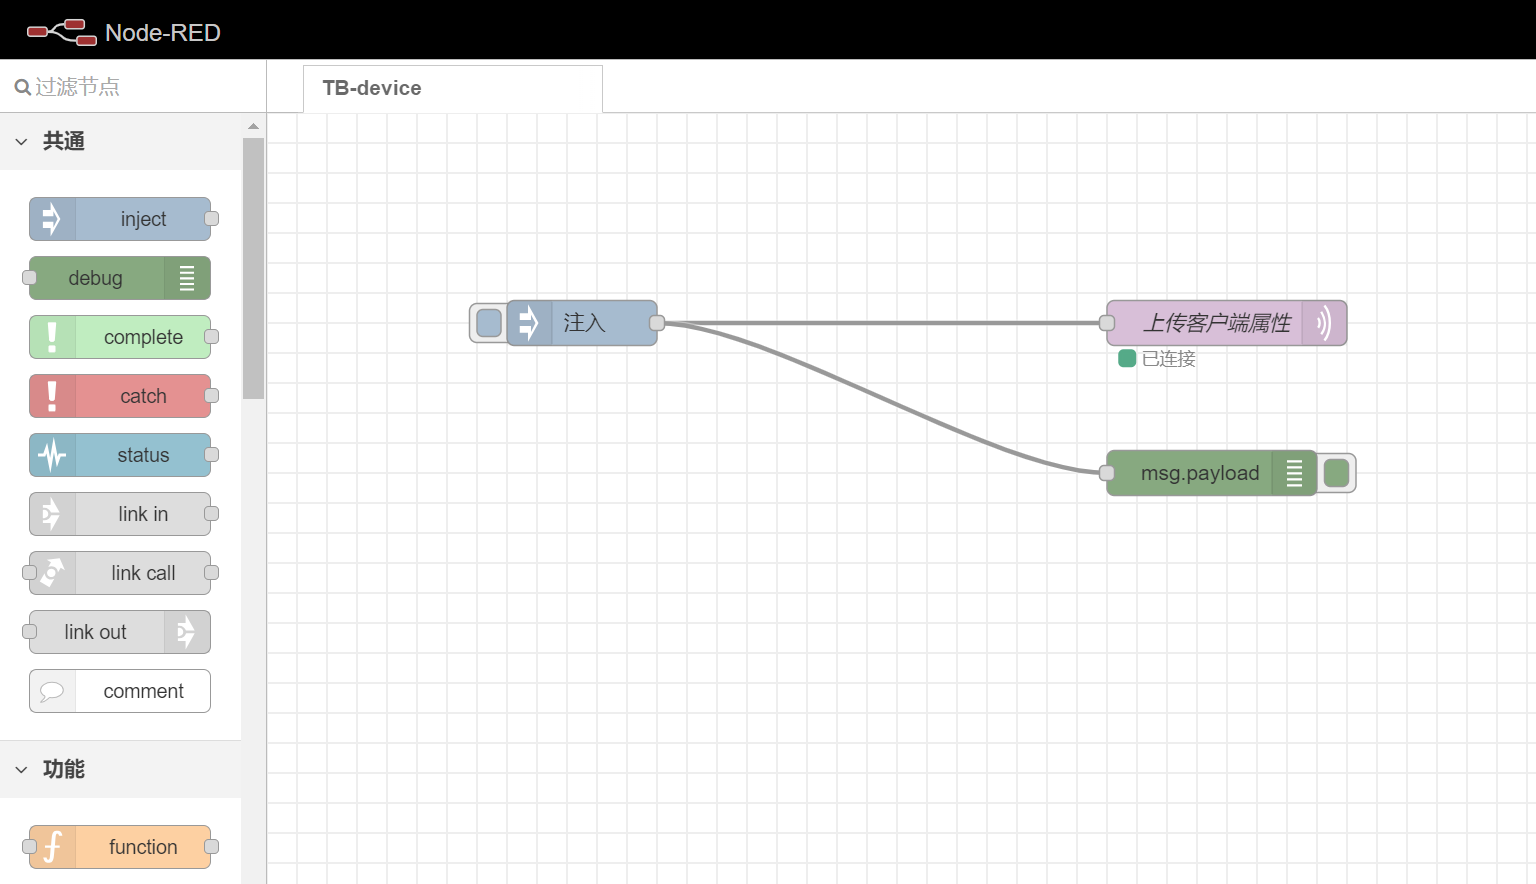 Node-RED
过滤节点
TB-device
共通
inject
debug
complete
catch
status
link in
link call
link out
comment
功能
function
注入
上传客户端属性
已连接
msg.payload